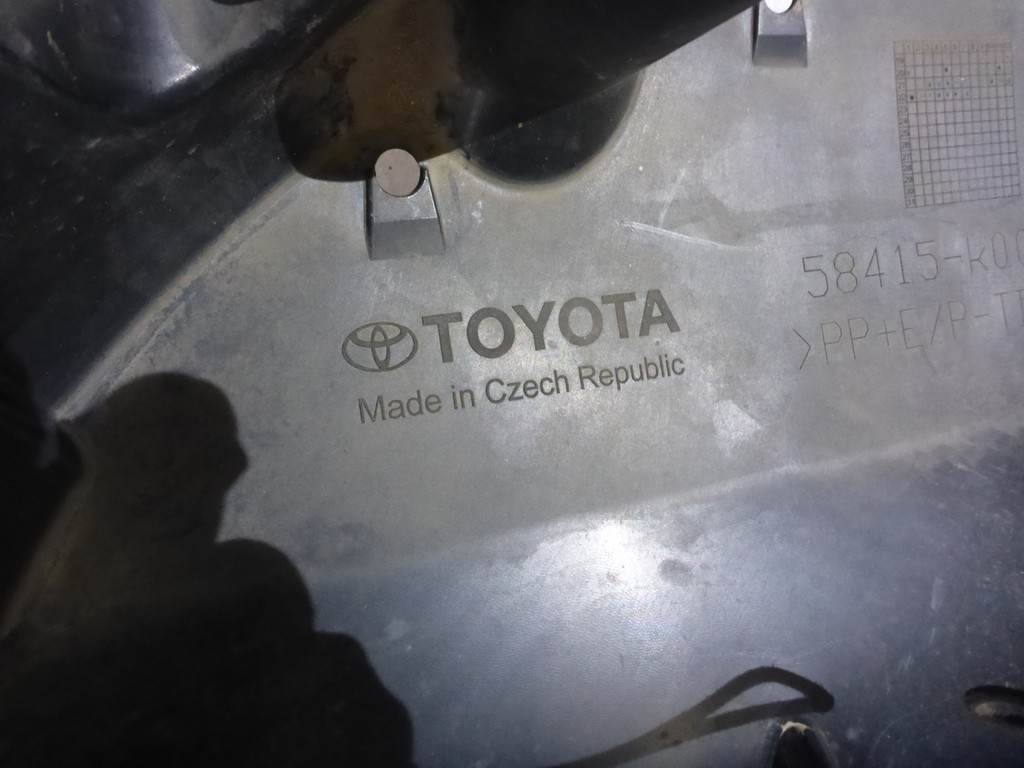 TOYOTA
Made in Czech Republic
58415-K0
>PP+E/P-T